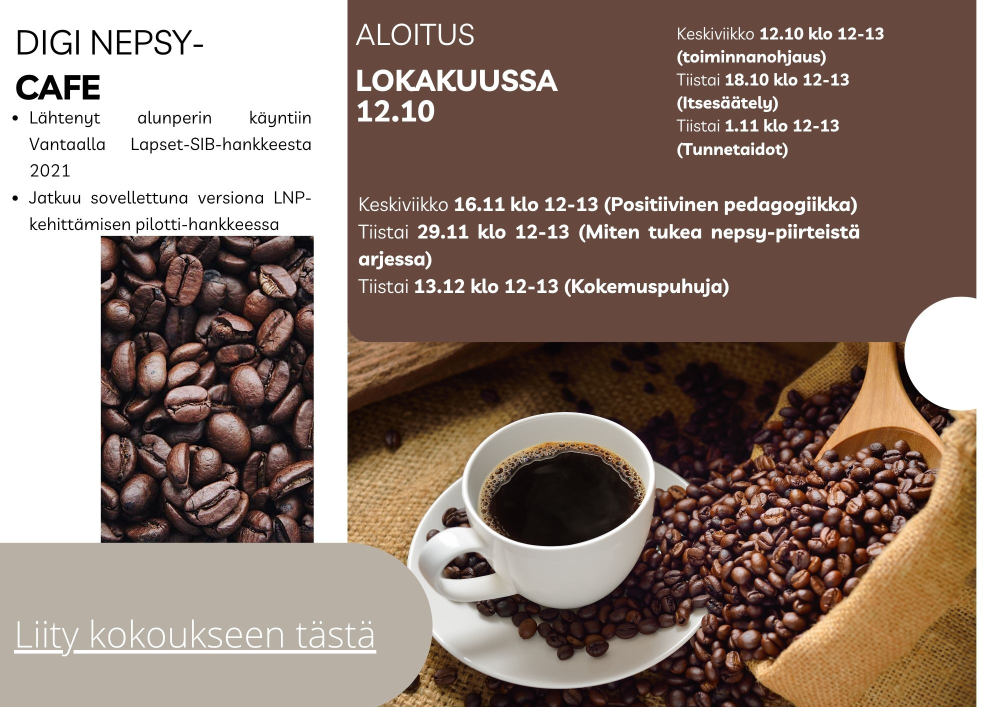 DIGI NEPSY-
CAFE
• Lähtenyt alunperin käyntiin
Vantaalla Lapset-SIB-hankkeesta
2021
• Jatkuu sovellettuna versiona LNP-
kehittämisen pilotti-hankkeessa
ALOITUS
LOKAKUUSSA
12.10
Keskiviikko 12.10 klo 12-13
(toiminnanohjaus)
Tiistai 18.10 klo 12-13
(Itsesäätely)
Tiistai 1.11 klo 12-13
(Tunnetaidot)
Keskiviikko 16.11 klo 12-13 (Positiivinen pedagogiikka)
Tiistai 29.11 klo 12-13 (Miten tukea nepsy-piirteistä
arjessa)
Tiistai 13.12 klo 12-13 (Kokemuspuhuja)
Liity kokoukseen tästä